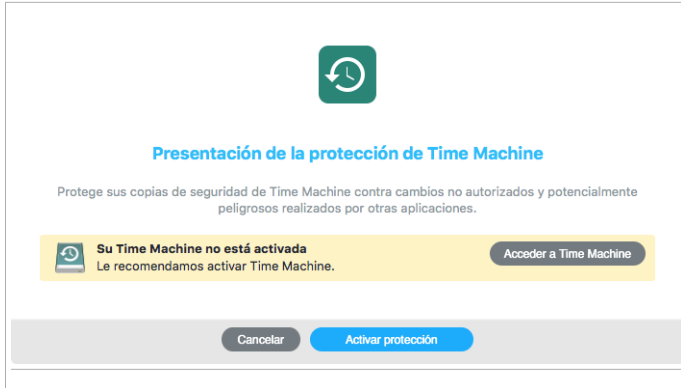 Presentación de la protección de Time Machine
Protege sus copias de seguridad de Time Machine contra cambios no autorizados y potencialmente
peligrosos realizados por otras aplicaciones.
Su Time Machine no está activada
Le recomendamos activar Time Machine.
Acceder a Time Machine
Cancelar
Activar protección